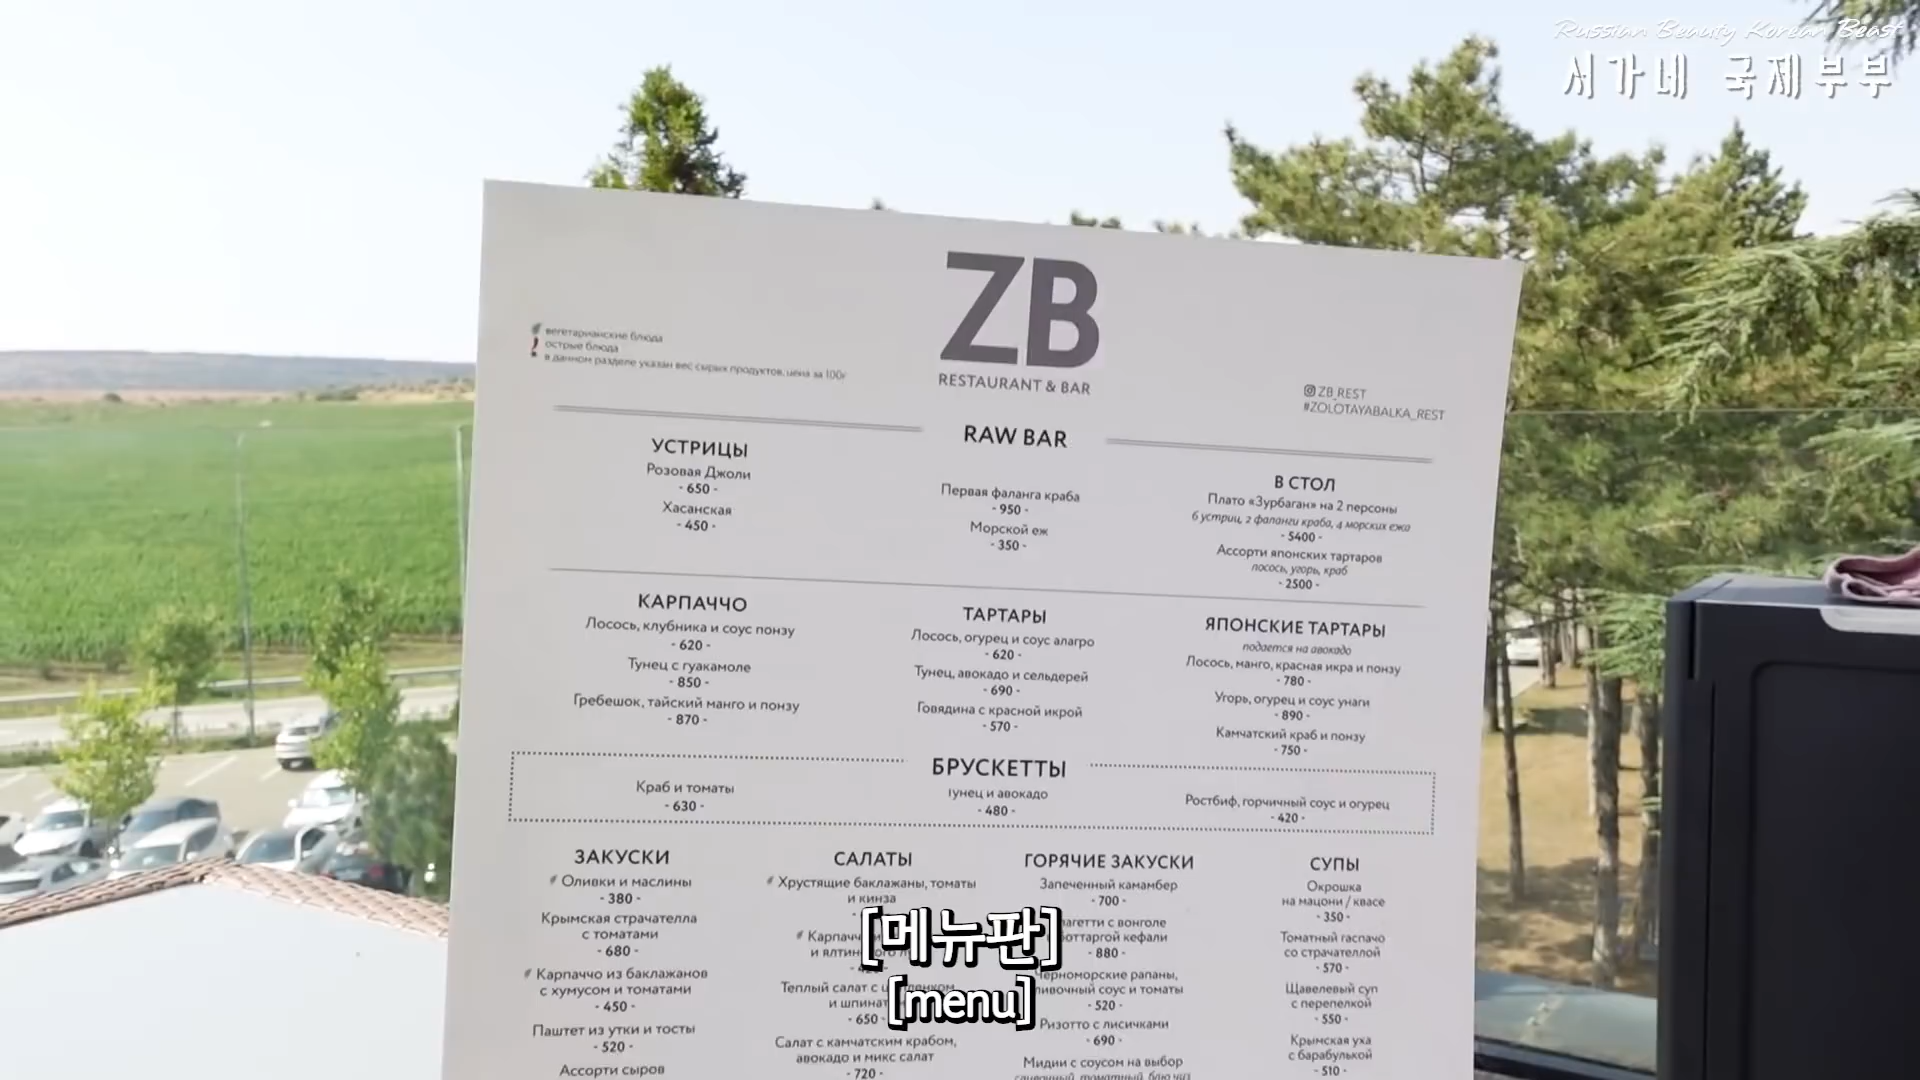 Russian Beauty Korean Beast
서가네 국제부부
ZB
RESTAURANT & BAR
вегетарианские блюда
острые блюда
в данном разделе указан вес сырых продуктов, цена за 100г
ZB_REST
#ZOLOTAYABALKA_REST
RAW BAR
УСТРИЦЫ
Розовая Джоли
- 650 -
Хасанская
- 450 -
Первая фаланга краба
- 950 -
Морской еж
- 350 -
В СТОЛ
Плато «Зурбаган» на 2 персоны
6 устриц, 2 фаланги краба, 4 морских ежа
- 5400 -
Ассорти японских тартаров
лосось, угорь, краб
- 2500 -
КАРПАЧЧО
Лосось, клубника и соус понзу
- 620 -
Тунец с гуакамоле
- 850 -
Гребешок, тайский манго и понзу
- 870 -
ТАРТАРЫ
Лосось, огурец и соус алагро
- 620 -
Тунец, авокадо и сельдерей
- 690 -
Говядина с красной икрой
- 570 -
ЯПОНСКИЕ ТАРТАРЫ
подается на авокадо
Лосось, манго, красная икра и понзу
- 780 -
Угорь, огурец и соус унаги
- 890 -
Камчатский краб и понзу
- 750 -
БРУСКЕТТЫ
Краб и томаты
- 630 -
Тунец и авокадо
- 480 -
Ростбиф, горчичный соус и огурец
- 420 -
ЗАКУСКИ
Оливки и маслины
- 380 -
Крымская страчателла
с томатами
- 680 -
Карпаччо из баклажанов
с хумусом и томатами
- 450 -
Паштет из утки и тосты
- 520 -
Ассорти сыров
САЛАТЫ
Хрустящие баклажаны, томаты
и кинза
и ялтинского
Теплый салат с
и шпинатом
- 650 -
Салат с камчатским крабом,
авокадо и микс салат
- 720 -
ГОРЯЧИЕ ЗАКУСКИ
Запеченный камамбер
- 700 -
с вонголе
кефали
- 880 -
Черноморские рапаны,
соус и томаты
- 520 -
Ризотто с лисичками
- 690 -
Мидии с соусом на выбор
СУПЫ
Окрошка
на мацони / квасе
- 350 -
Томатный гаспачо
со страчателлой
- 570 -
Щавелевый суп
с перепелкой
- 550 -
Крымская уха
с барабулькой
- 510 -
[메뉴판]
[menu]